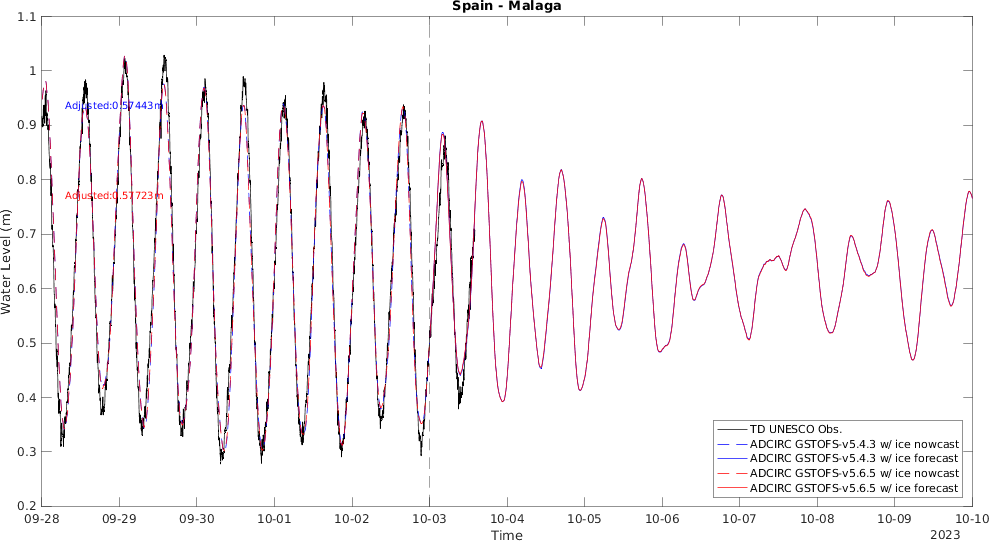 Spain - Malaga
1.1
1
0.9
0.8
0.7
0.6
0.5
0.4
0.3
0.2
Water Level (m)
Adjusted:0.57443m
Adjusted:0.57723m
TD UNESCO Obs.
ADCIRC GSTOFS-v5.4.3 w/ ice nowcast
ADCIRC GSTOFS-v5.4.3 w/ ice forecast
ADCIRC GSTOFS-v5.6.5 w/ ice nowcast
ADCIRC GSTOFS-v5.6.5 w/ ice forecast
09-28 09-29 09-30 10-01 10-02 10-03 10-04 10-05 10-06 10-07 10-08 10-09 10-10
Time
2023